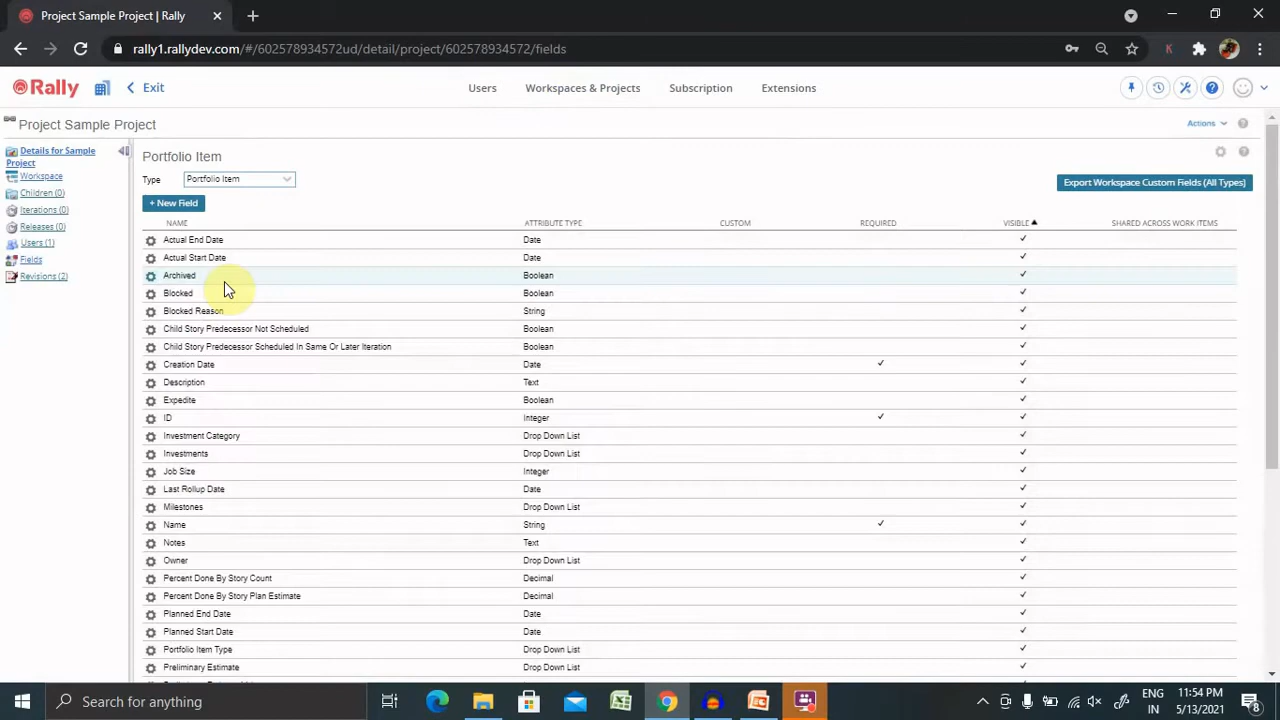 Project Sample Project | Rally
rally1.rallydev.com/#/602578934572ud/detail/project/602578934572/fields
K
Rally
Exit
Users
Workspaces & Projects
Subscription
Extensions
Project Sample Project
Actions
Details for Sample
Project
Workspace
Children (0)
Iterations (0)
Releases (0)
Users (1)
Fields
Revisions (2)
Portfolio Item
Type
Portfolio Item
Export Workspace Custom Fields (All Types)
+ New Field
NAME ATTRIBUTE TYPE CUSTOM REQUIRED VISIBLE SHARED ACROSS WORK ITEMS
Actual End Date Date ✓
Actual Start Date Date ✓
Archived Boolean ✓
Blocked Boolean ✓
Blocked Reason String ✓
Child Story Predecessor Not Scheduled Boolean ✓
Child Story Predecessor Scheduled In Same Or Later Iteration Boolean ✓
Creation Date Date ✓ ✓
Description Text ✓
Expedite Boolean ✓
ID Integer ✓ ✓
Investment Category Drop Down List ✓
Investments Drop Down List ✓
Job Size Integer ✓
Last Rollup Date Date ✓
Milestones Drop Down List ✓
Name String ✓ ✓
Notes Text ✓
Owner Drop Down List ✓
Percent Done By Story Count Decimal ✓
Percent Done By Story Plan Estimate Decimal ✓
Planned End Date Date ✓
Planned Start Date Date ✓
Portfolio Item Type Drop Down List ✓
Preliminary Estimate Drop Down List ✓
Search for anything
ENG
IN
11:54 PM
5/13/2021
8